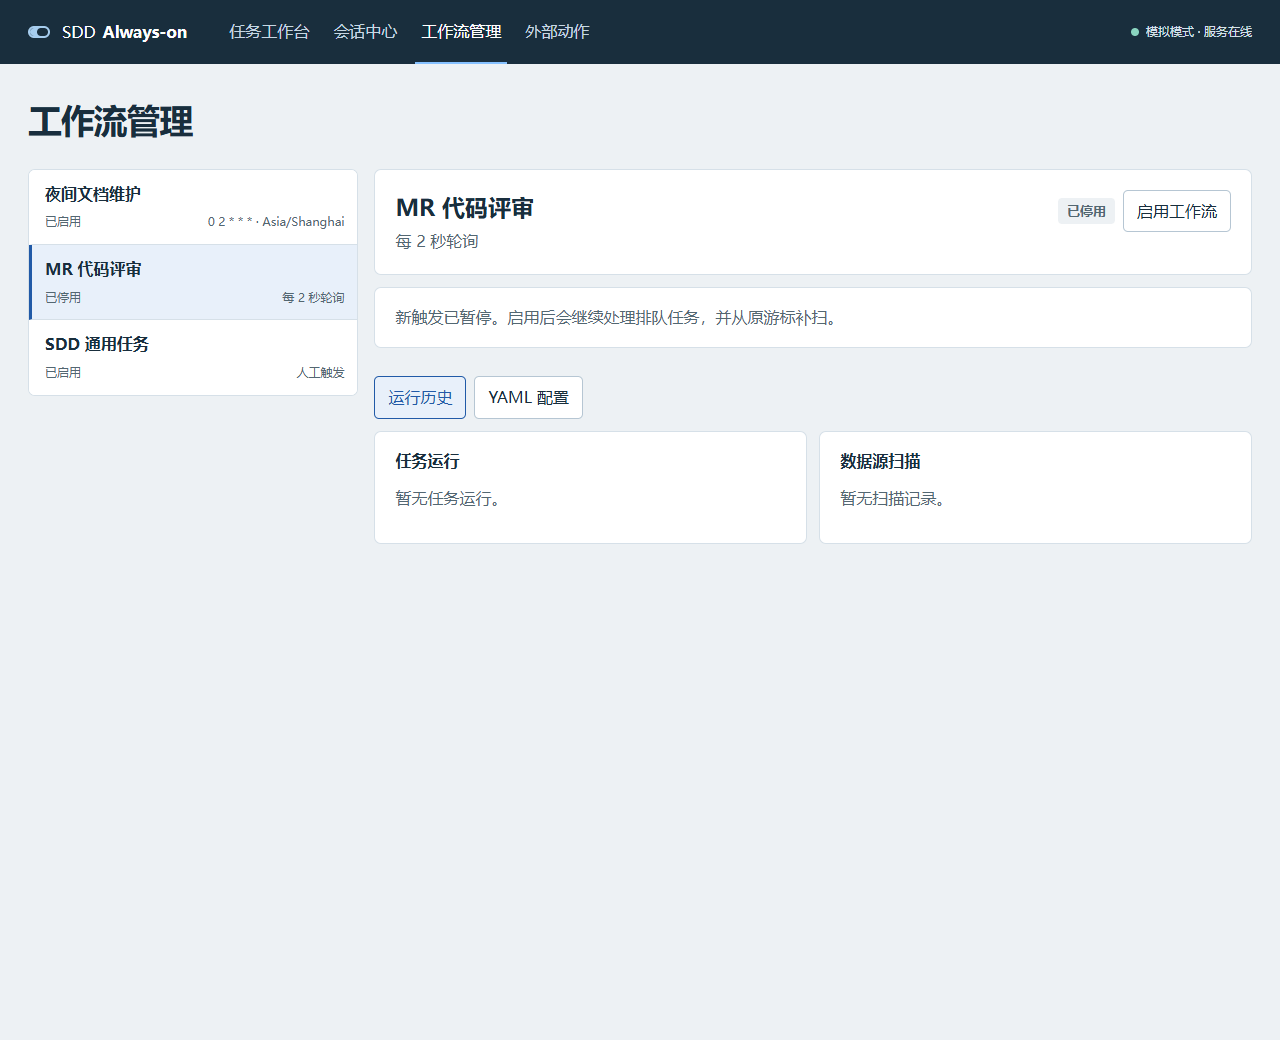 SDD Always-on 任务工作台 会话中心 工作流管理 外部动作 模拟模式 · 服务在线
工作流管理
夜间文档维护
已启用 0 2 * * * · Asia/Shanghai
MR 代码评审
已停用 每 2 秒轮询
SDD 通用任务
已启用 人工触发
MR 代码评审
每 2 秒轮询
已停用 启用工作流
新触发已暂停。启用后会继续处理排队任务，并从原游标补扫。
运行历史 YAML 配置
任务运行
暂无任务运行。
数据源扫描
暂无扫描记录。